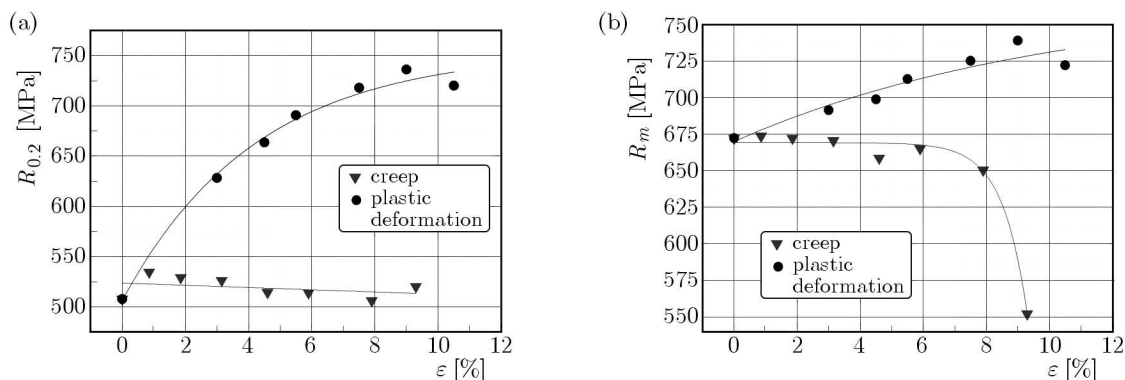 (a)
750
700
650
600
550
500
R0.2 [MPa]
creep
plastic
deformation
0 2 4 6 8 10 12
ε [%]
(b)
750
725
700
675
650
625
600
575
550
Rm [MPa]
creep
plastic
deformation
0 2 4 6 8 10 12
ε [%]